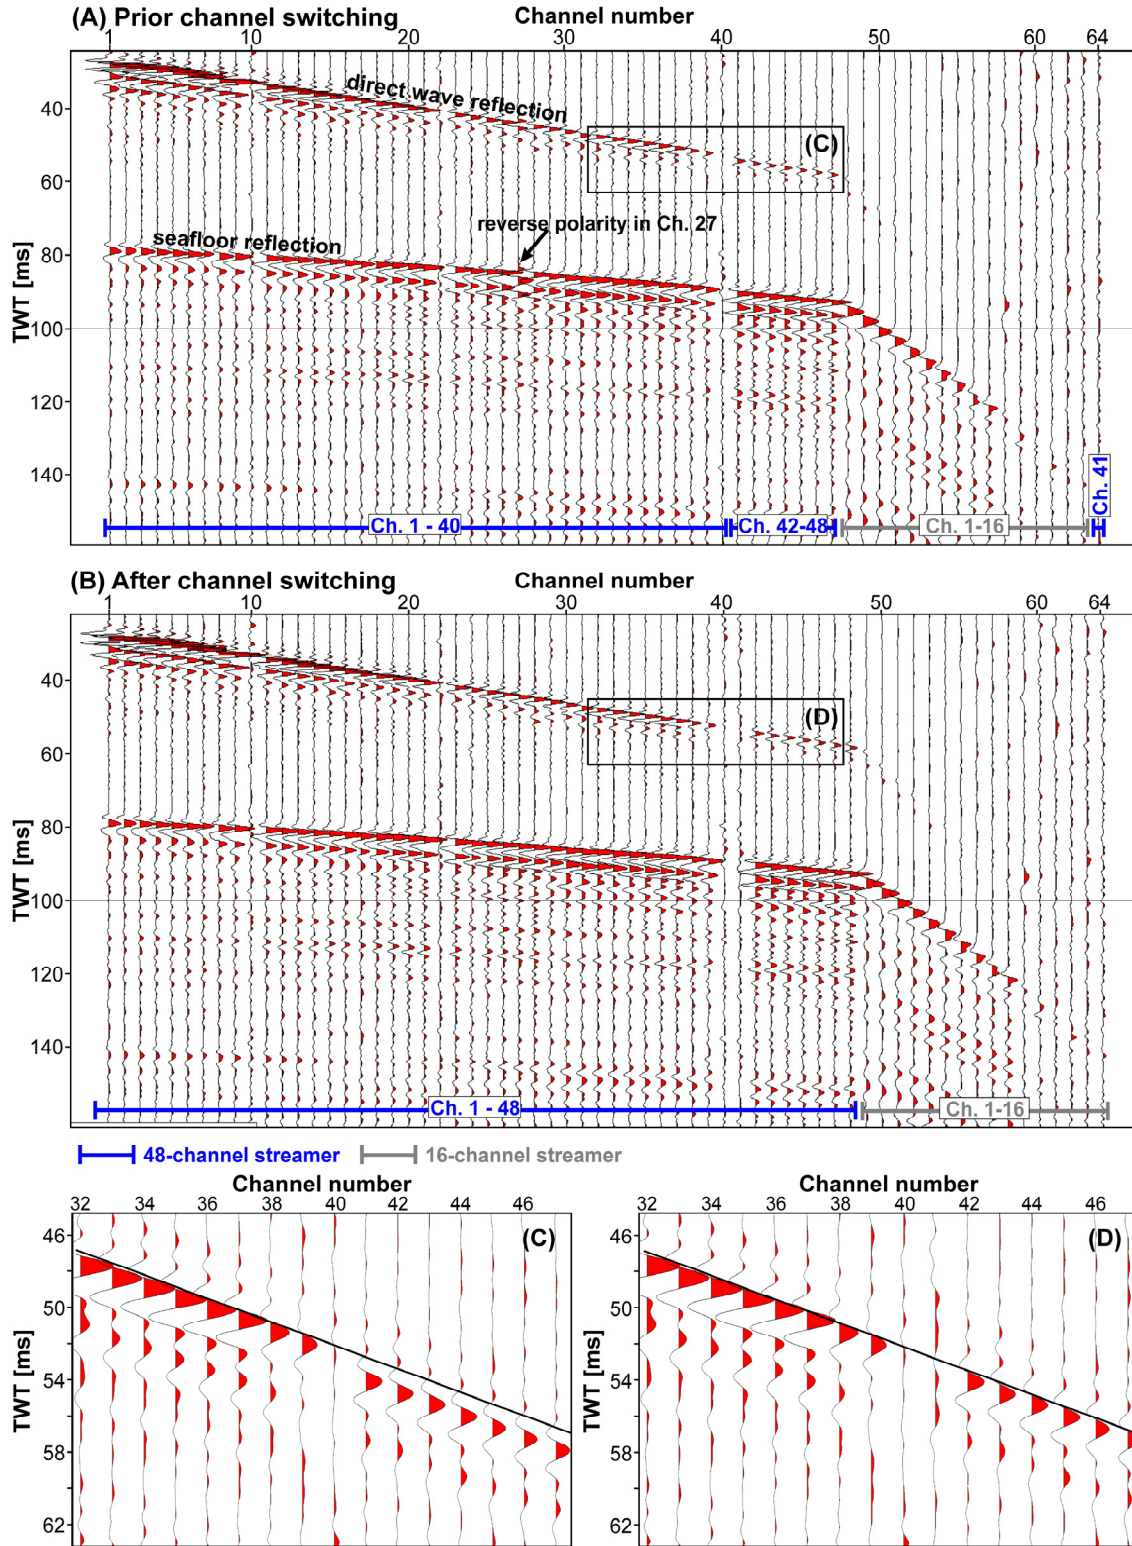 (A) Prior channel switching
Channel number
1 10 20 30 40 50 60 64
direct wave reflection
(C)
reverse polarity in Ch. 27
seafloor reflection
TWT [ms]
40
60
80
100
120
140
Ch. 1 - 40
Ch. 42-48
Ch. 1-16
Ch. 41
(B) After channel switching
Channel number
1 10 20 30 40 50 60 64
(D)
TWT [ms]
40
60
80
100
120
140
Ch. 1 - 48
Ch. 1-16
48-channel streamer
16-channel streamer
Channel number
32 34 36 38 40 42 44 46
(C)
TWT [ms]
46
50
54
58
62
Channel number
32 34 36 38 40 42 44 46
(D)
TWT [ms]
46
50
54
58
62